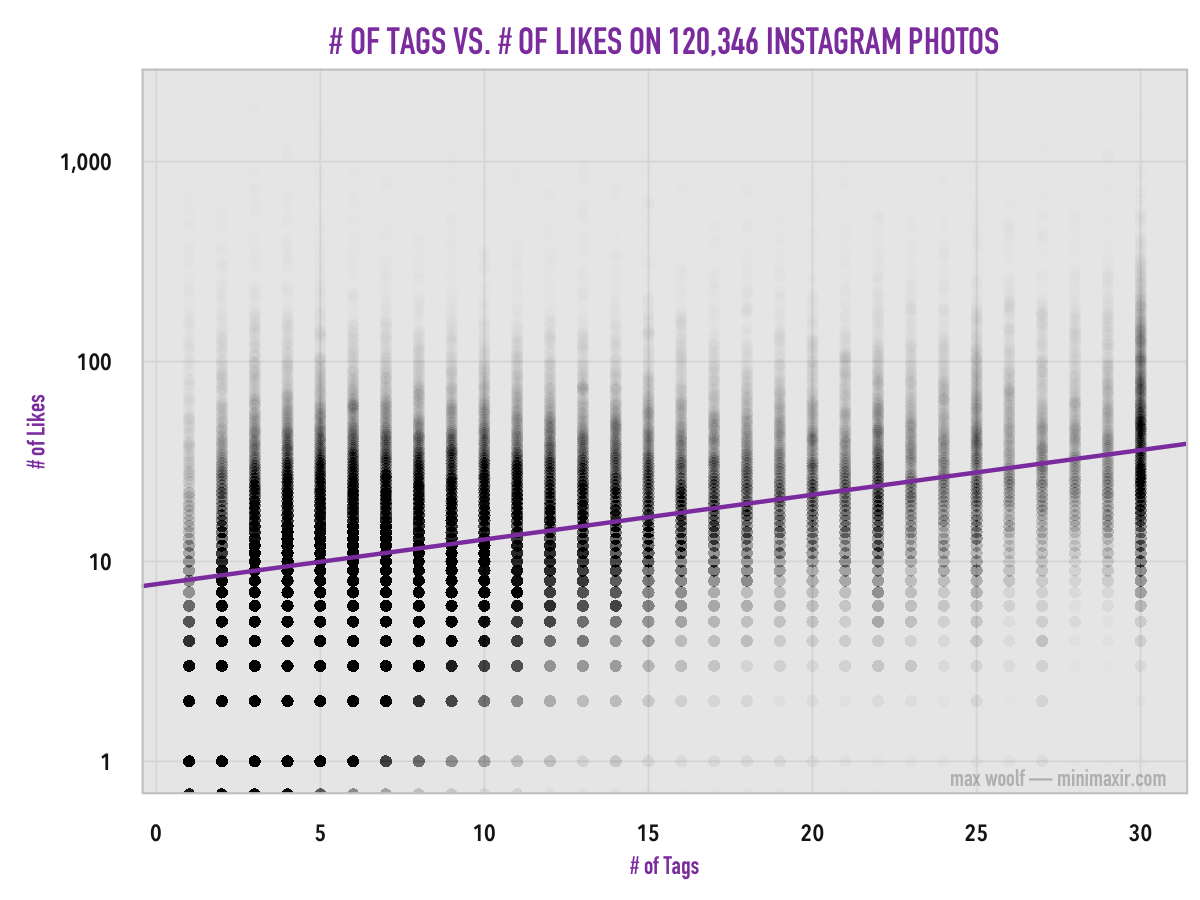 # OF TAGS VS. # OF LIKES ON 120,346 INSTAGRAM PHOTOS
# of Likes
1,000
100
10
1
max woolf — minimaxir.com
0 5 10 15 20 25 30
# of Tags